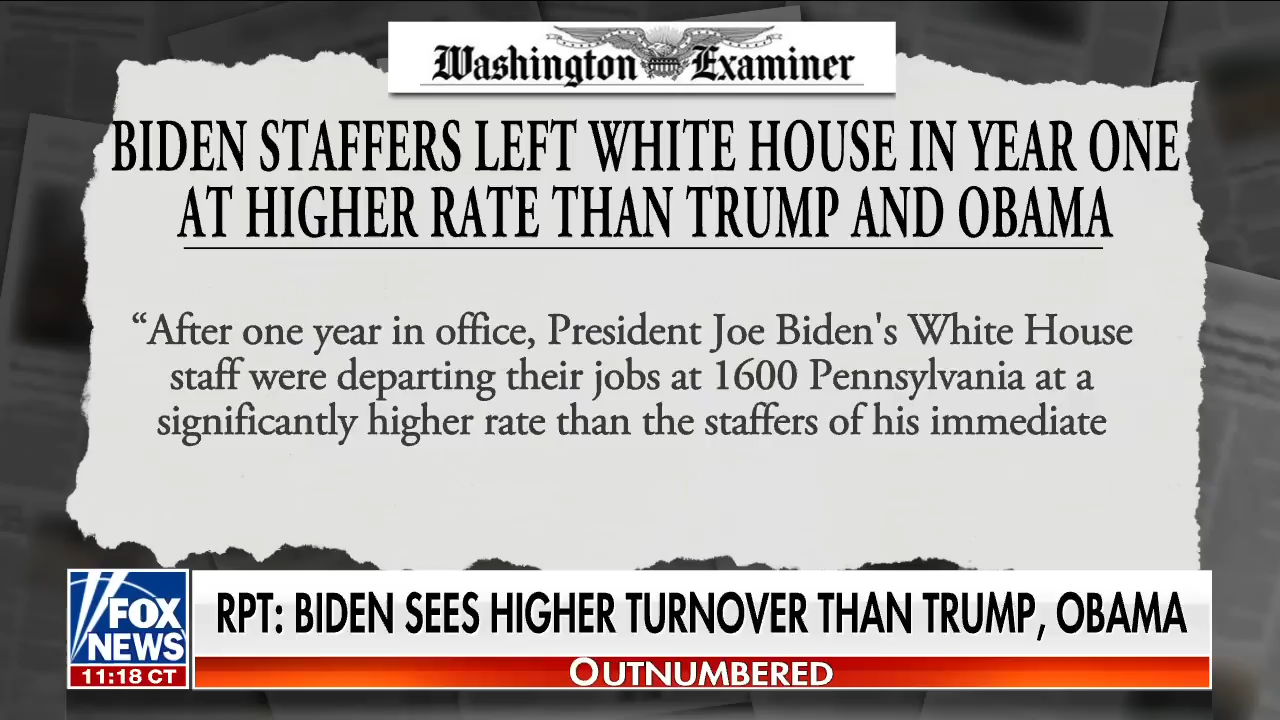 Washington Examiner
BIDEN STAFFERS LEFT WHITE HOUSE IN YEAR ONE
AT HIGHER RATE THAN TRUMP AND OBAMA
“After one year in office, President Joe Biden's White House
staff were departing their jobs at 1600 Pennsylvania at a
significantly higher rate than the staffers of his immediate
FOX
NEWS
11:18 CT
RPT: BIDEN SEES HIGHER TURNOVER THAN TRUMP, OBAMA
OUTNUMBERED